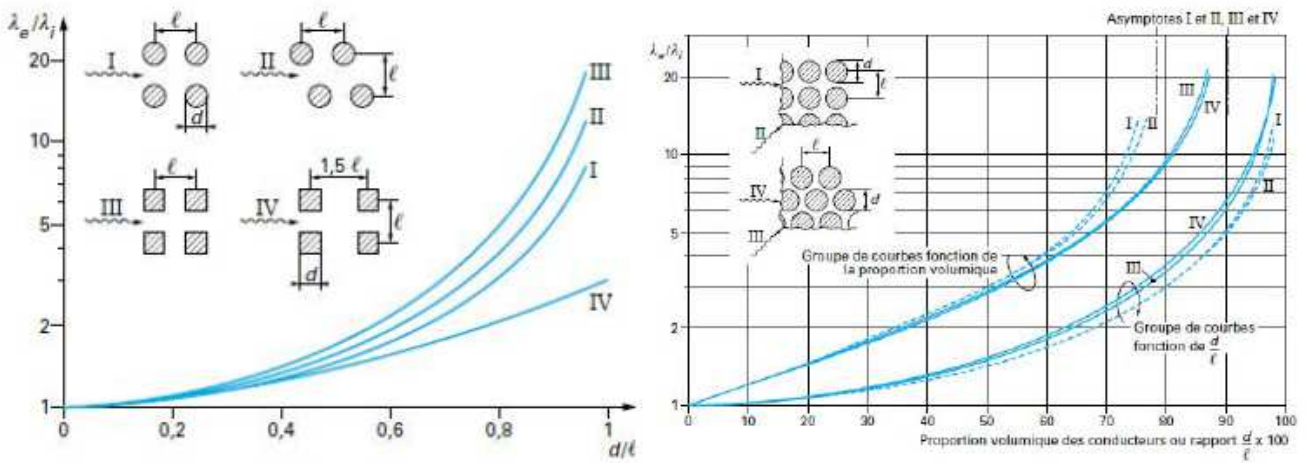 λe/λi
20
10
5
2
1
0
0,2
0,4
0,6
0,8
1
d/ℓ
I
ℓ
d
II
ℓ
ℓ
III
ℓ
d
IV
1,5 ℓ
ℓ
III
II
I
IV
Asymptotes I et II, III et IV
λe/λi
20
10
5
2
1
0 10 20 30 40 50 60 70 80 90 100
I
d
ℓ
II
ℓ
IV
d
III
I II
III
IV
I
II
IV
III
Groupe de courbes fonction de
la proportion volumique
Groupe de courbes
fonction de d/ℓ
Proportion volumique des conducteurs ou rapport d/ℓ x 100